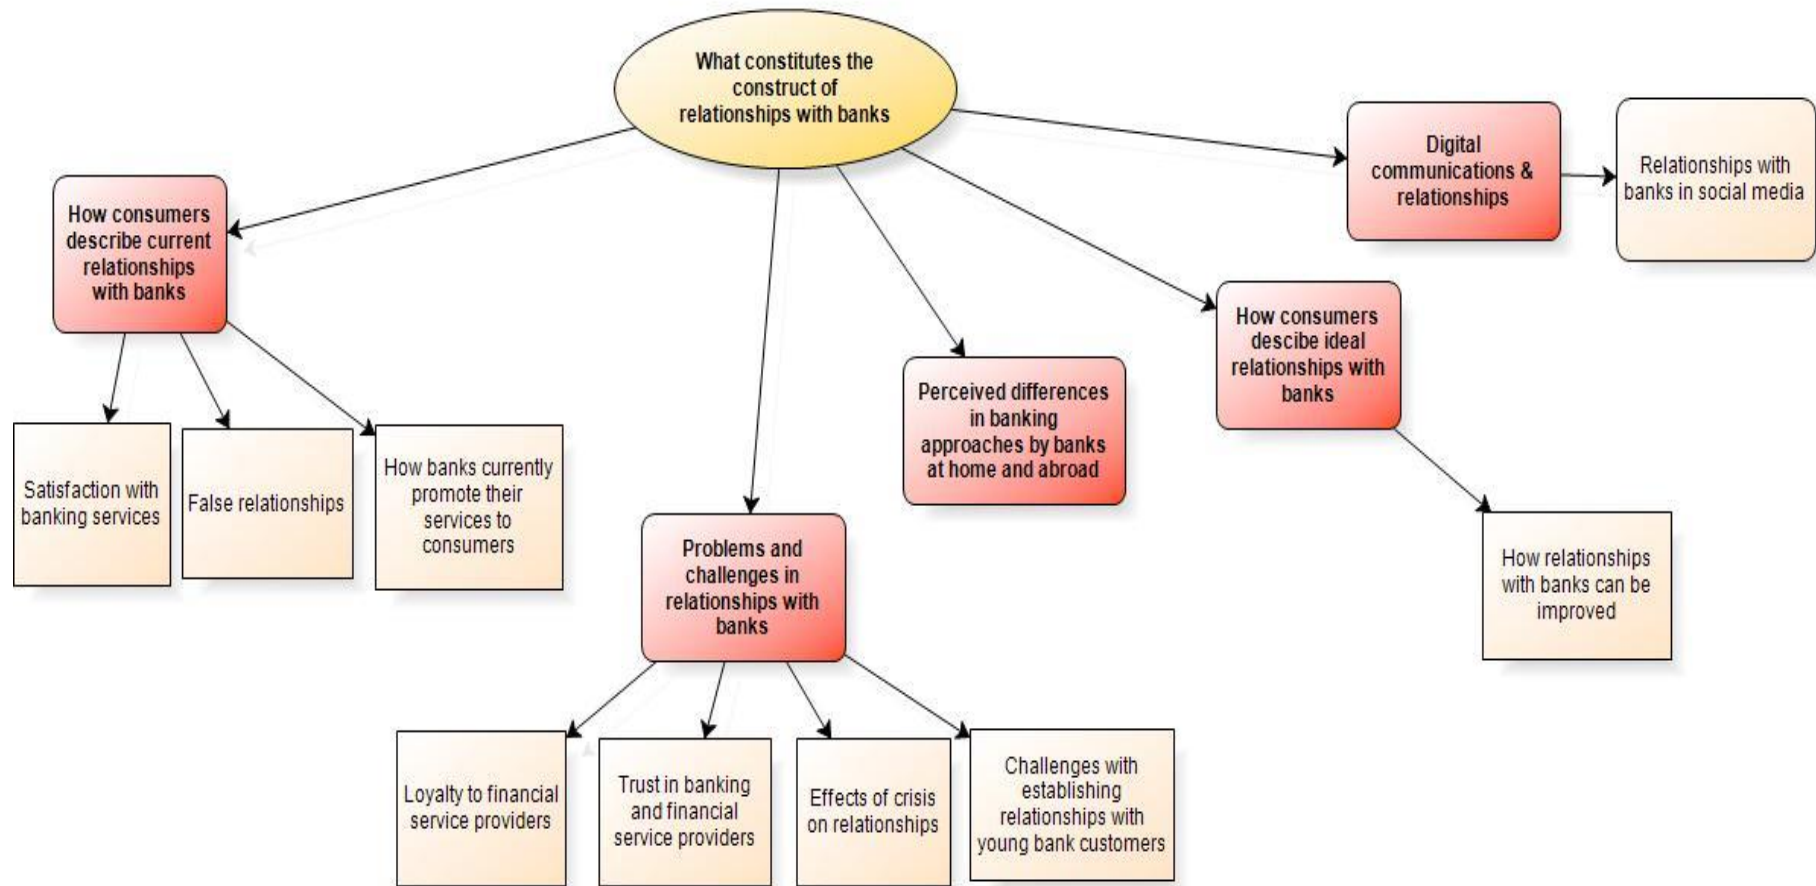 What constitutes the
construct of
relationships with banks
Digital
communications &
relationships
Relationships with
banks in social media
How consumers
describe current
relationships
with banks
How consumers
descibe ideal
relationships with
banks
Perceived differences
in banking
approaches by banks
at home and abroad
Satisfaction with
banking services
False relationships
How banks currently
promote their
services to
consumers
Problems and
challenges in
relationships with
banks
How relationships
with banks can be
improved
Loyalty to financial
service providers
Trust in banking
and financial
service providers
Effects of crisis
on relationships
Challenges with
establishing
relationships with
young bank customers